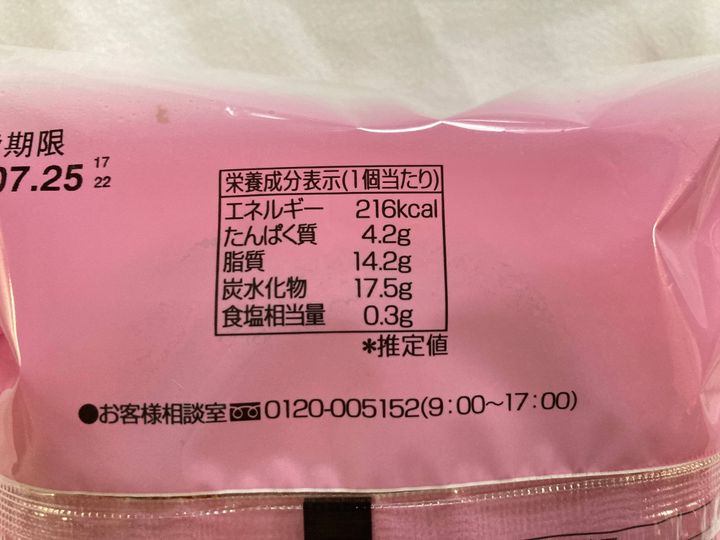 期限
07.25 17
22
栄養成分表示(1個当たり)
エネルギー 216kcal
たんぱく質 4.2g
脂質 14.2g
炭水化物 17.5g
食塩相当量 0.3g
*推定値
●お客様相談室 0120-005152(9:00〜17:00)